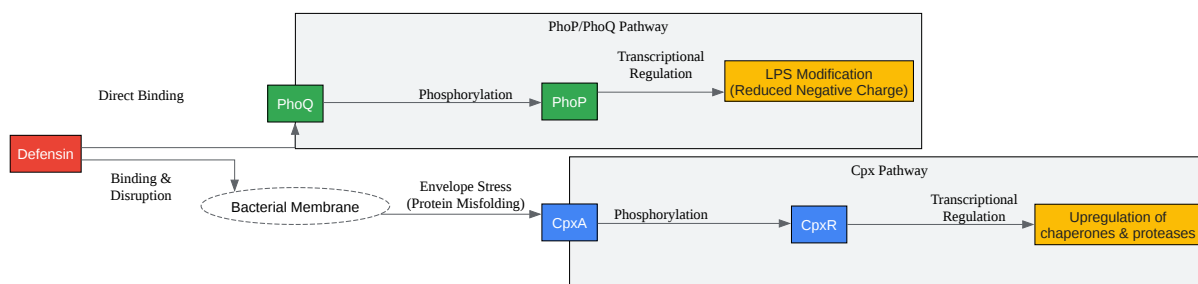 PhoP/PhoQ Pathway
Transcriptional
Regulation
LPS Modification
(Reduced Negative Charge)
Direct Binding
PhoQ
Phosphorylation
PhoP
Defensin
Binding &
Disruption
Bacterial Membrane
Envelope Stress
(Protein Misfolding)
Cpx Pathway
CpxA
Phosphorylation
CpxR
Transcriptional
Regulation
Upregulation of
chaperones & proteases